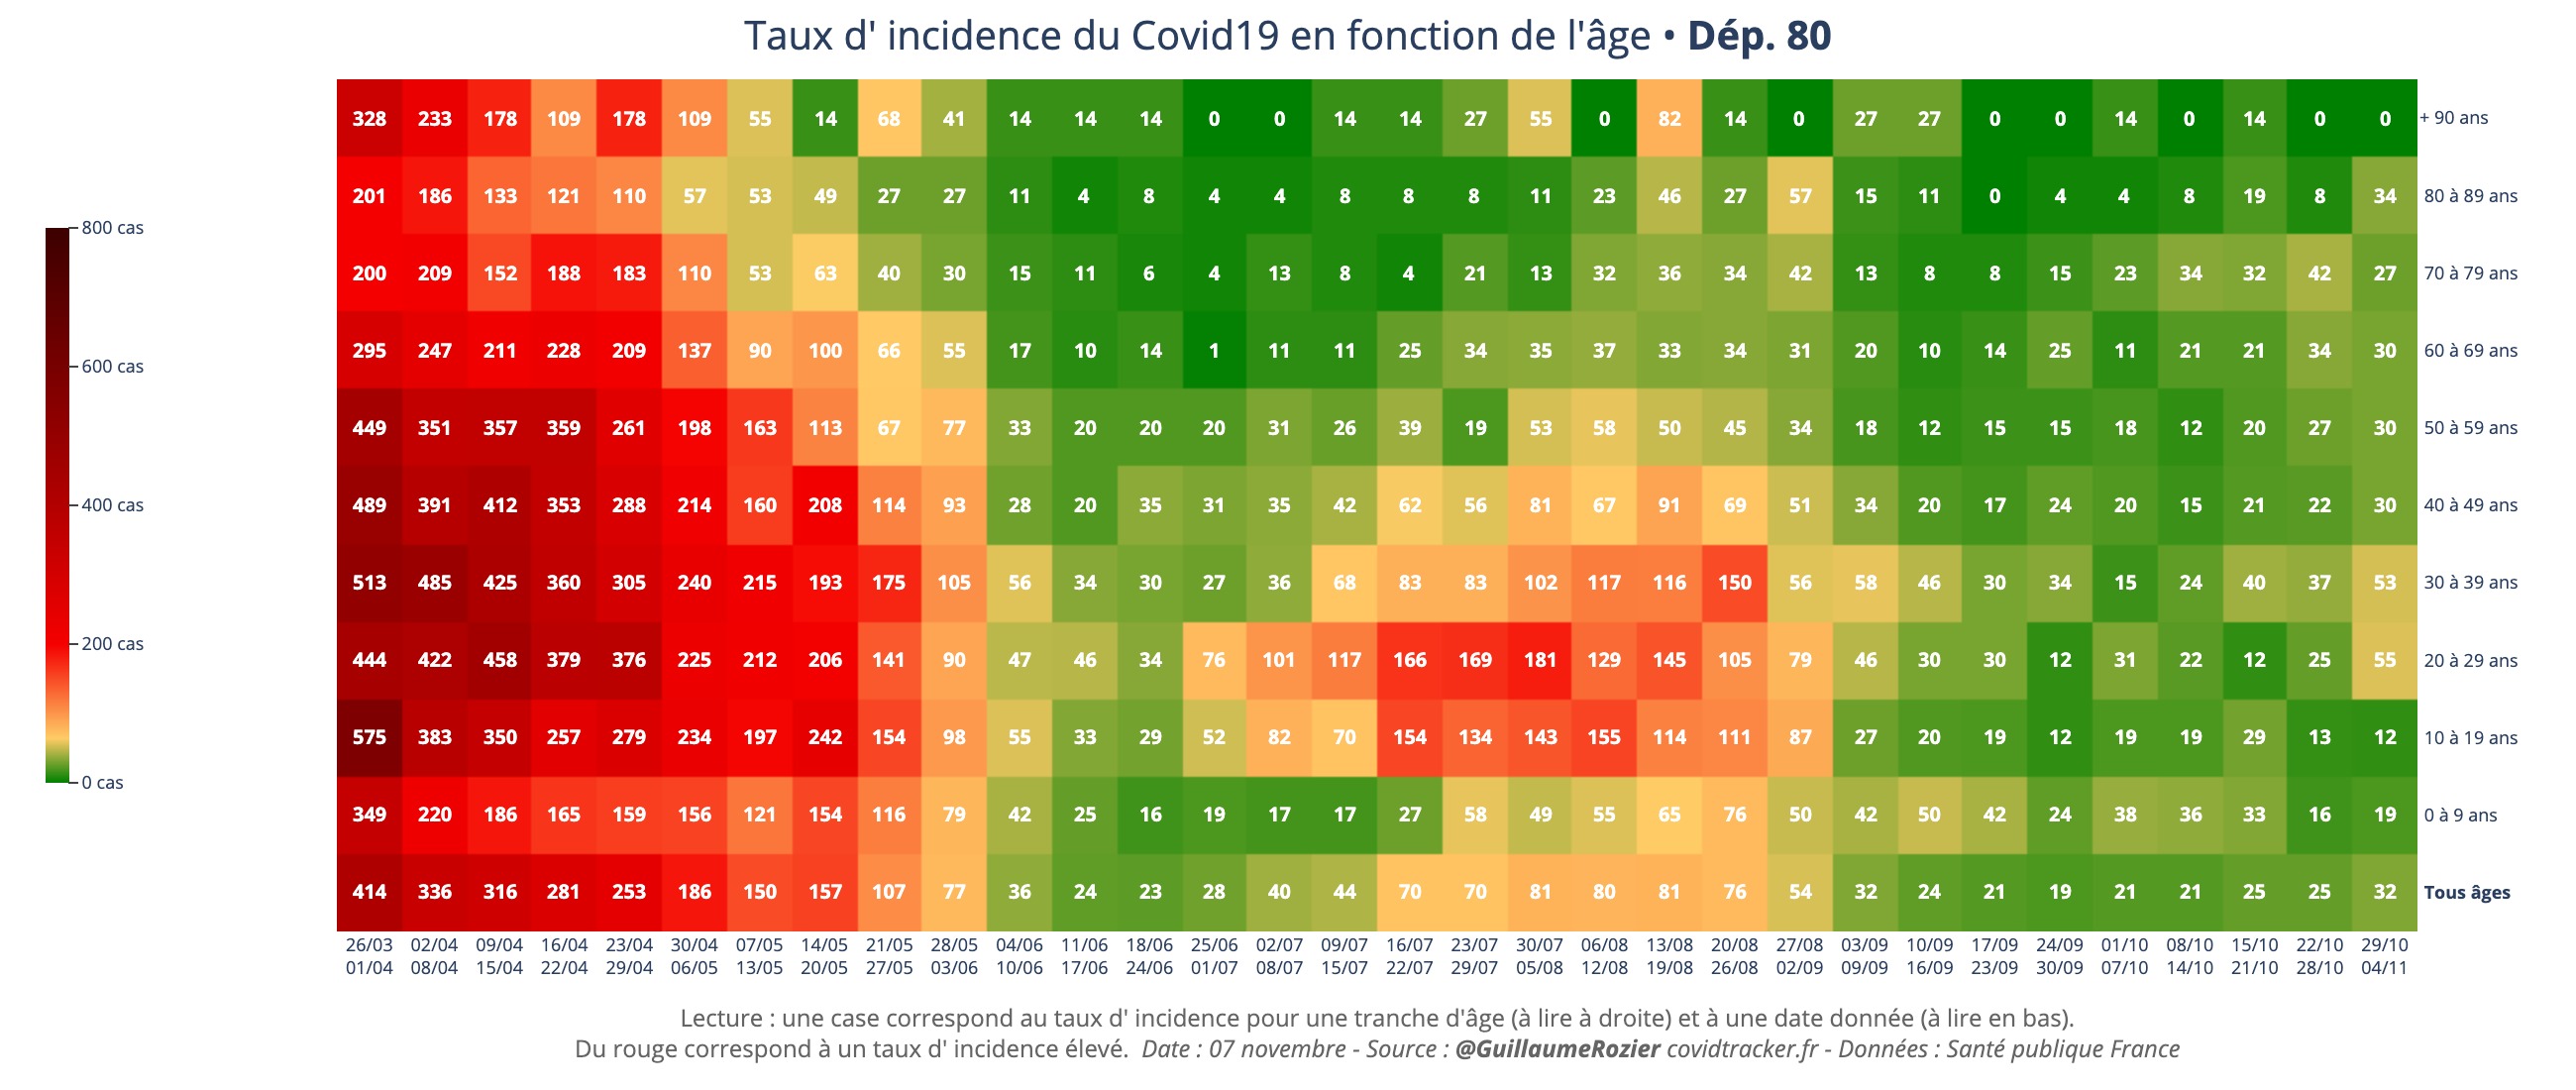 Taux d' incidence du Covid19 en fonction de l'âge • Dép. 80
328 233 178 109 178 109 55 14 68 41 14 14 14 0 0 14 14 27 55 0 82 14 0 27 27 0 0 14 0 14 0 0 + 90 ans
201 186 133 121 110 57 53 49 27 27 11 4 8 4 4 8 8 8 11 23 46 27 57 15 11 0 4 4 8 19 8 34 80 à 89 ans
800 cas
200 209 152 188 183 110 53 63 40 30 15 11 6 4 13 8 4 21 13 32 36 34 42 13 8 8 15 23 34 32 42 27 70 à 79 ans
295 247 211 228 209 137 90 100 66 55 17 10 14 1 11 11 25 34 35 37 33 34 31 20 10 14 25 11 21 21 34 30 60 à 69 ans
600 cas
449 351 357 359 261 198 163 113 67 77 33 20 20 20 31 26 39 19 53 58 50 45 34 18 12 15 15 18 12 20 27 30 50 à 59 ans
489 391 412 353 288 214 160 208 114 93 28 20 35 31 35 42 62 56 81 67 91 69 51 34 20 17 24 20 15 21 22 30 40 à 49 ans
400 cas
513 485 425 360 305 240 215 193 175 105 56 34 30 27 36 68 83 83 102 117 116 150 56 58 46 30 34 15 24 40 37 53 30 à 39 ans
200 cas
444 422 458 379 376 225 212 206 141 90 47 46 34 76 101 117 166 169 181 129 145 105 79 46 30 30 12 31 22 12 25 55 20 à 29 ans
575 383 350 257 279 234 197 242 154 98 55 33 29 52 82 70 154 134 143 155 114 111 87 27 20 19 12 19 19 29 13 12 10 à 19 ans
0 cas
349 220 186 165 159 156 121 154 116 79 42 25 16 19 17 17 27 58 49 55 65 76 50 42 50 42 24 38 36 33 16 19 0 à 9 ans
414 336 316 281 253 186 150 157 107 77 36 24 23 28 40 44 70 70 81 80 81 76 54 32 24 21 19 21 21 25 25 32 Tous âges
26/03 02/04 09/04 16/04 23/04 30/04 07/05 14/05 21/05 28/05 04/06 11/06 18/06 25/06 02/07 09/07 16/07 23/07 30/07 06/08 13/08 20/08 27/08 03/09 10/09 17/09 24/09 01/10 08/10 15/10 22/10 29/10
01/04 08/04 15/04 22/04 29/04 06/05 13/05 20/05 27/05 03/06 10/06 17/06 24/06 01/07 08/07 15/07 22/07 29/07 05/08 12/08 19/08 26/08 02/09 09/09 16/09 23/09 30/09 07/10 14/10 21/10 28/10 04/11
Lecture : une case correspond au taux d' incidence pour une tranche d'âge (à lire à droite) et à une date donnée (à lire en bas).
Du rouge correspond à un taux d' incidence élevé. Date : 07 novembre - Source : @GuillaumeRozier covidtracker.fr - Données : Santé publique France